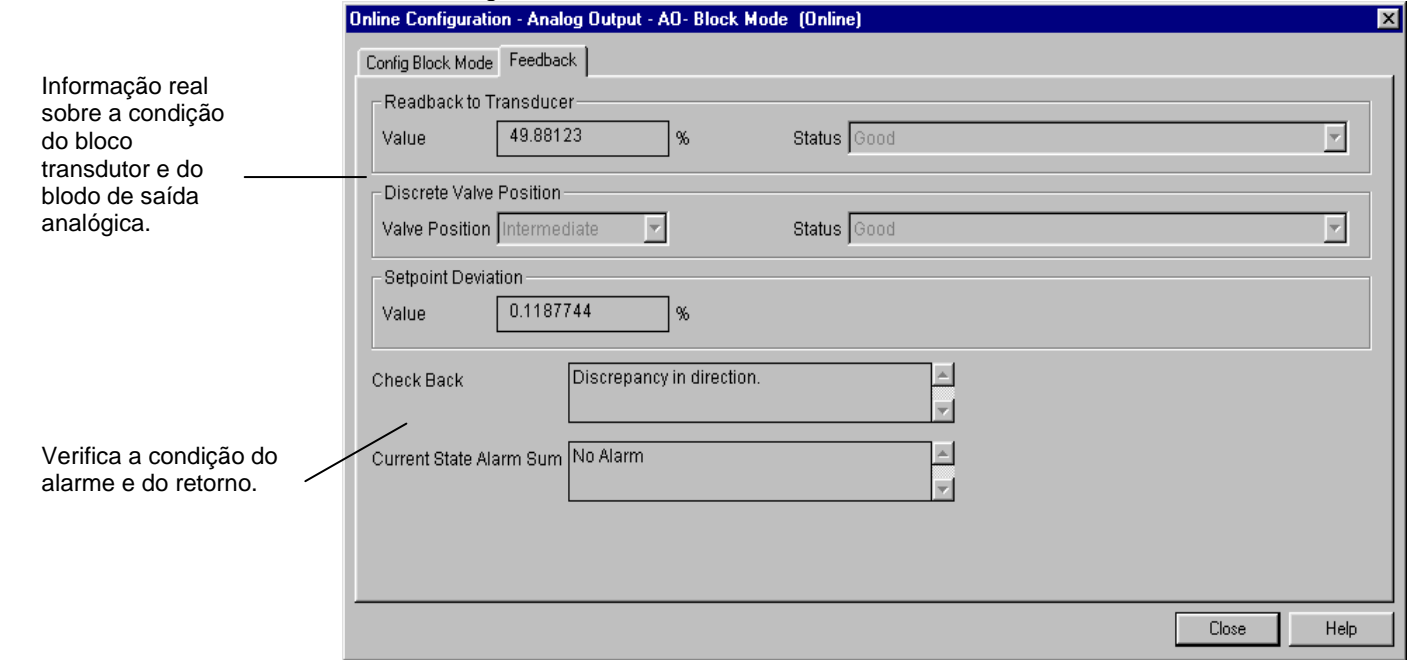 Online Configuration - Analog Output - AO- Block Mode (Online)
Config Block Mode Feedback
Informação real
sobre a condição
do bloco
transdutor e do
blodo de saída
analógica.
Readback to Transducer
Value 49.88123 % Status Good
Discrete Valve Position
Valve Position Intermediate Status Good
Setpoint Deviation
Value 0.1187744 %
Check Back Discrepancy in direction.
Verifica a condição do
alarme e do retorno.
Current State Alarm Sum No Alarm
Close Help